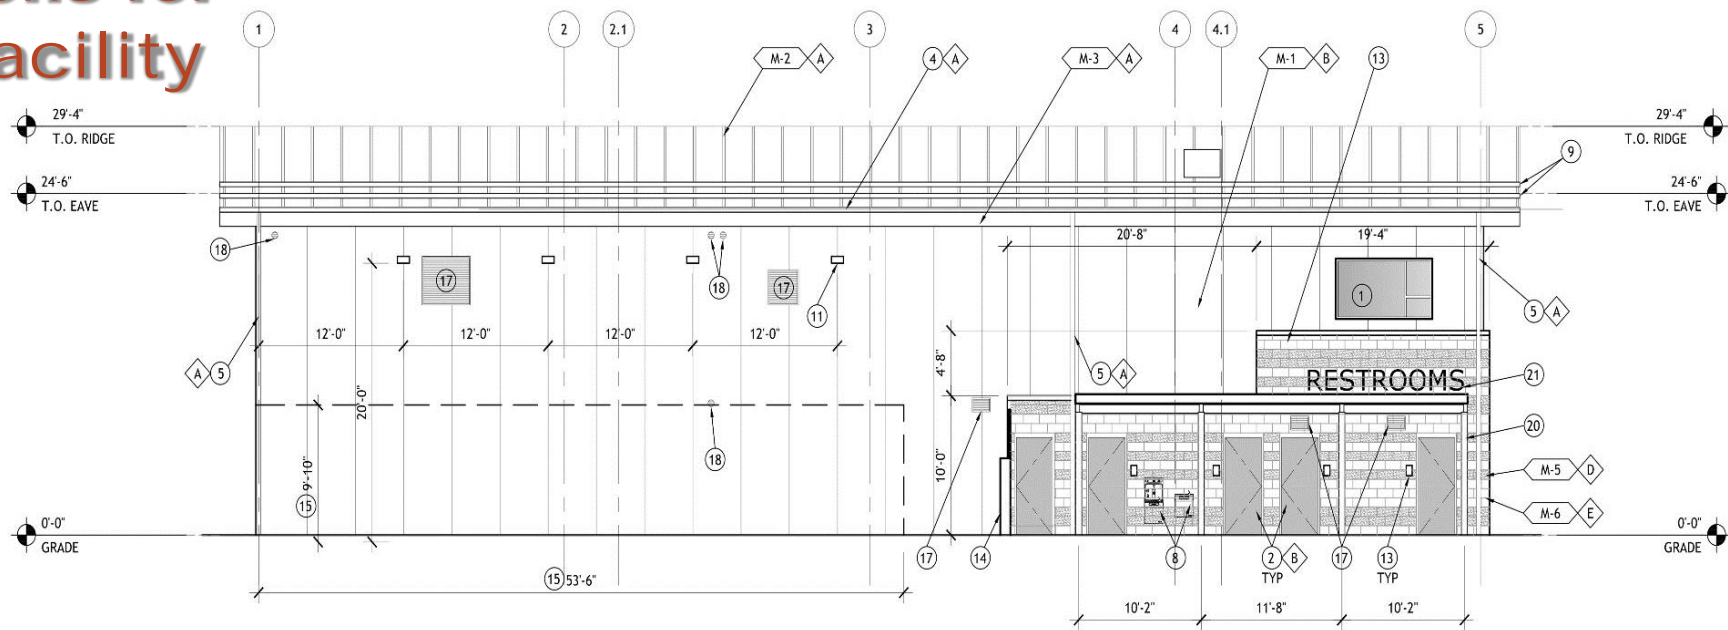 acility
1 2 2.1 3 4 4.1 5
M-2 A 4 A M-3 A M-1 B 13
29'-4" 29'-4"
T.O. RIDGE T.O. RIDGE
9
24'-6" 24'-6"
T.O. EAVE T.O. EAVE
18 20'-8" 19'-4"
17 18 17 11 1 5 A
12'-0" 12'-0" 12'-0" 12'-0"
A 5 20'-0" 4'-8" 5 A
RESTROOMS 21
20
18
15 9'-10" 10'-0" M-5 D
M-6 E
0'-0" 0'-0"
GRADE GRADE
17 14 8 2 B 17 13
TYP TYP
15 53'-6"
10'-2" 11'-8" 10'-2"